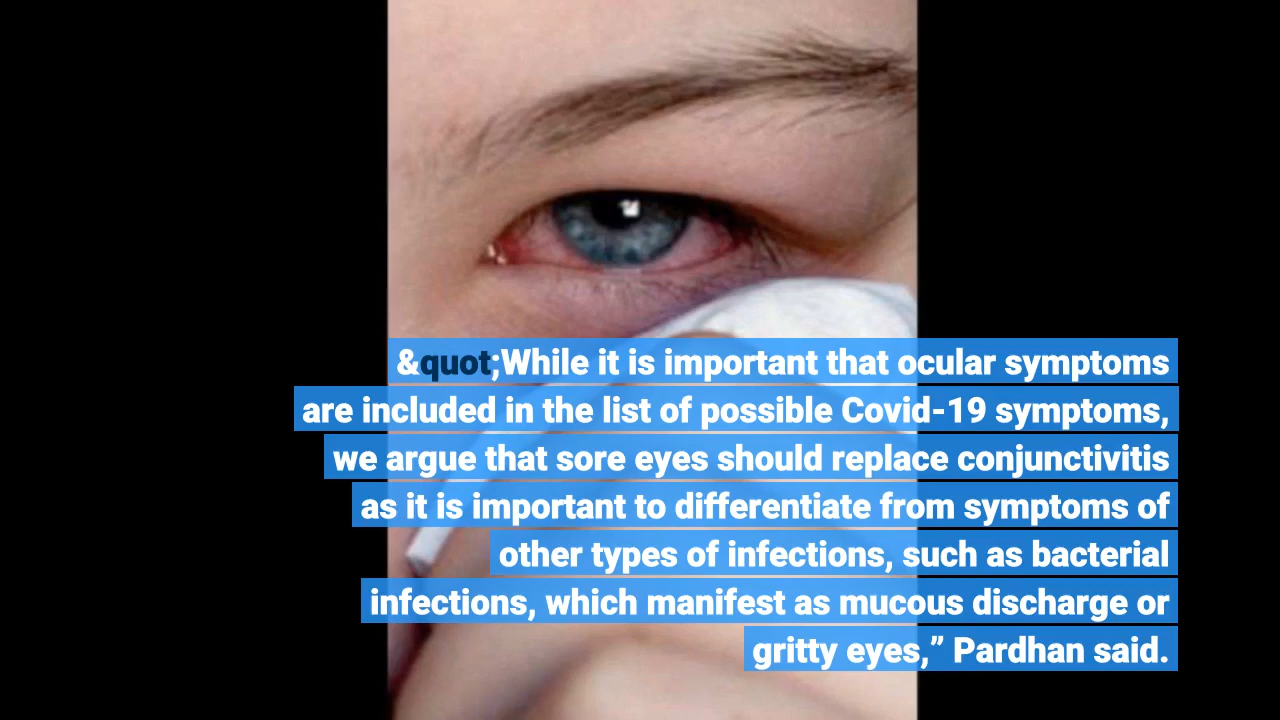 &quot;While it is important that ocular symptoms
are included in the list of possible Covid-19 symptoms,
we argue that sore eyes should replace conjunctivitis
as it is important to differentiate from symptoms of
other types of infections, such as bacterial
infections, which manifest as mucous discharge or
gritty eyes,” Pardhan said.